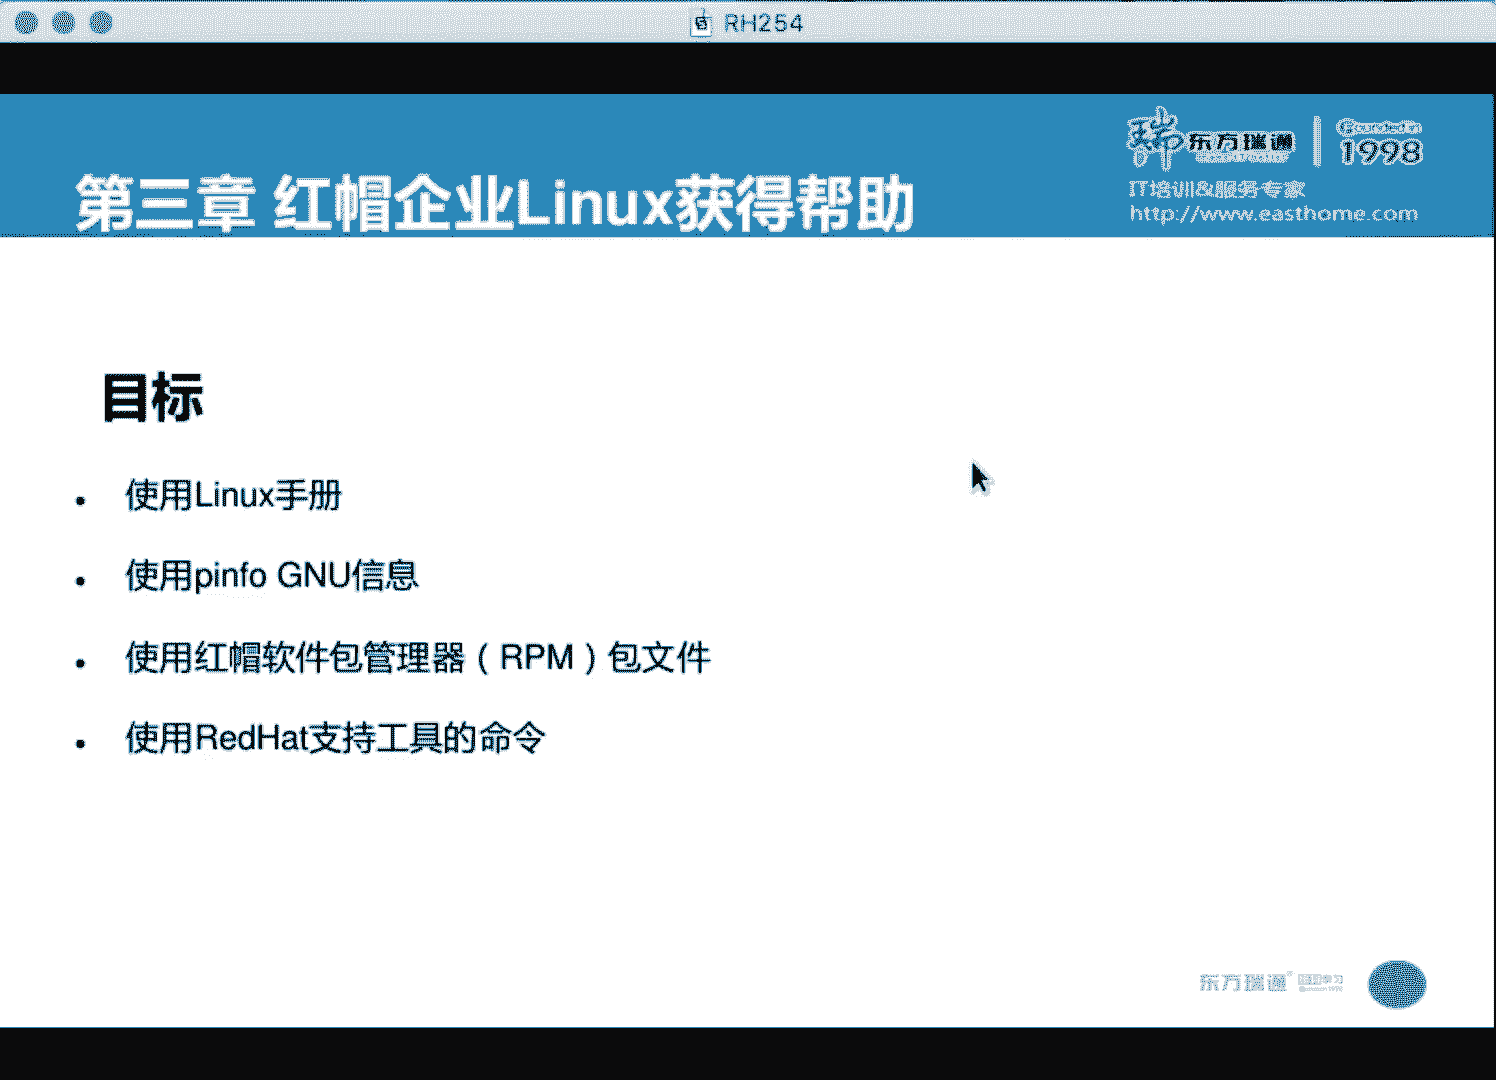 RH254
瑞 东方瑞通 Founded in
1998
IT培训&服务专家
http://www.easthome.com
第三章 红帽企业Linux获得帮助
目标
• 使用Linux手册
• 使用pinfo GNU信息
• 使用红帽软件包管理器（RPM）包文件
• 使用RedHat支持工具的命令
东方瑞通